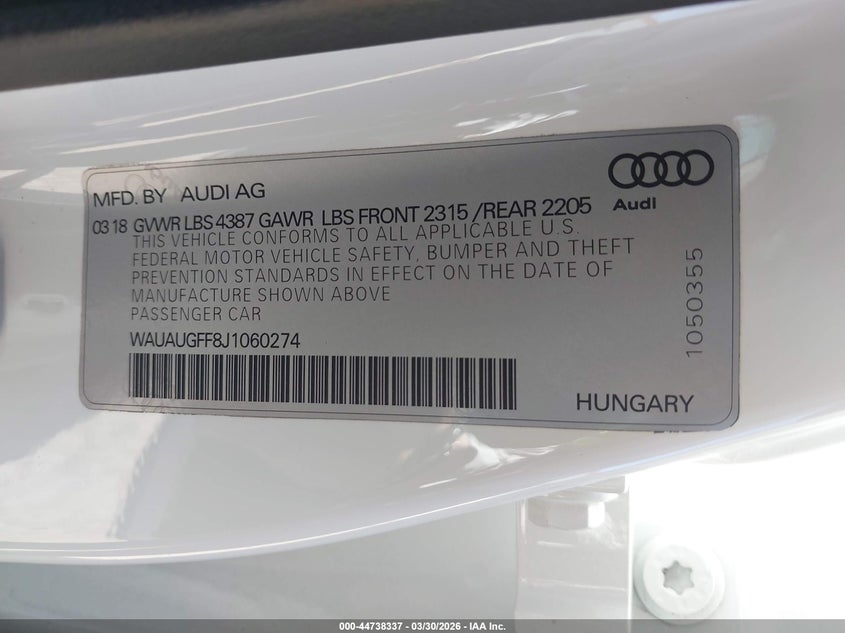 MFD. BY AUDI AG
Audi
03 18 GVWR LBS 4387 GAWR LBS FRONT 2315 /REAR 2205
THIS VEHICLE CONFORMS TO ALL APPLICABLE U.S.
FEDERAL MOTOR VEHICLE SAFETY, BUMPER AND THEFT
PREVENTION STANDARDS IN EFFECT ON THE DATE OF
MANUFACTURE SHOWN ABOVE
PASSENGER CAR
WAUAUGFF8J1060274
HUNGARY
1050355
000-44738337 - 03/30/2026 - IAA Inc.